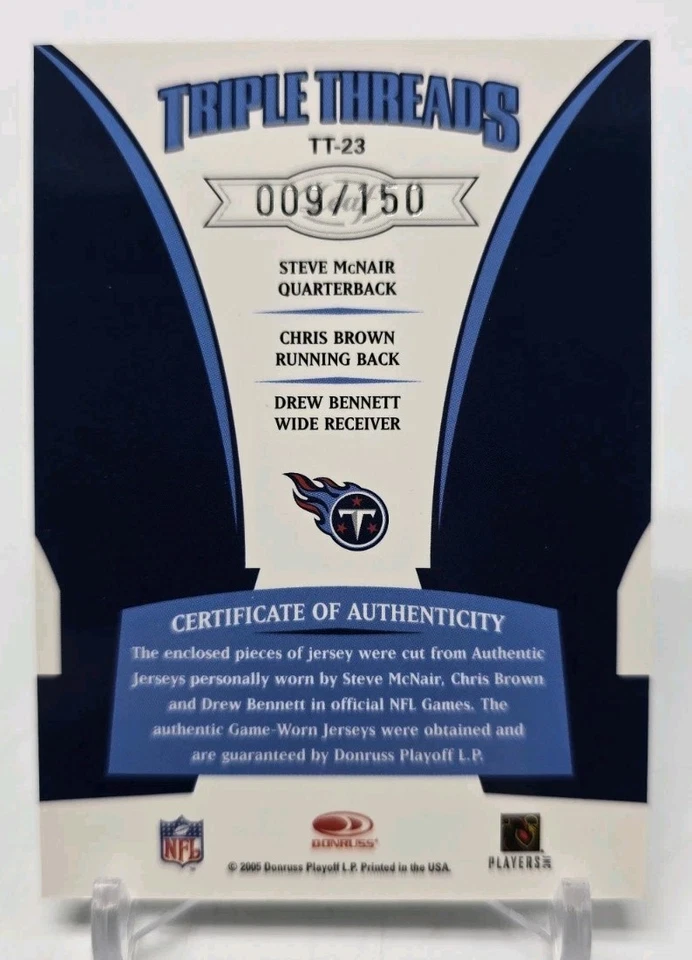 TRIPLE THREADS
TT-23
Leaf
009/150
STEVE McNAIR
QUARTERBACK
CHRIS BROWN
RUNNING BACK
DREW BENNETT
WIDE RECEIVER
T
CERTIFICATE OF AUTHENTICITY
The enclosed pieces of jersey were cut from Authentic
Jerseys personally worn by Steve McNair, Chris Brown
and Drew Bennett in official NFL Games. The
authentic Game-Worn Jerseys were obtained and
are guaranteed by Donruss Playoff L.P.
NFL
DONRUSS
PLAYERS INC
© 2005 Donruss Playoff L.P. Printed in the USA.